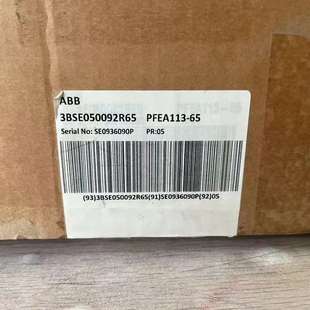 ABB
3BSE050092R65 PFEA113-65
Serial No: SE0936090P PR:05
(93)3BSE050092R65(91)SE0936090P(92)05